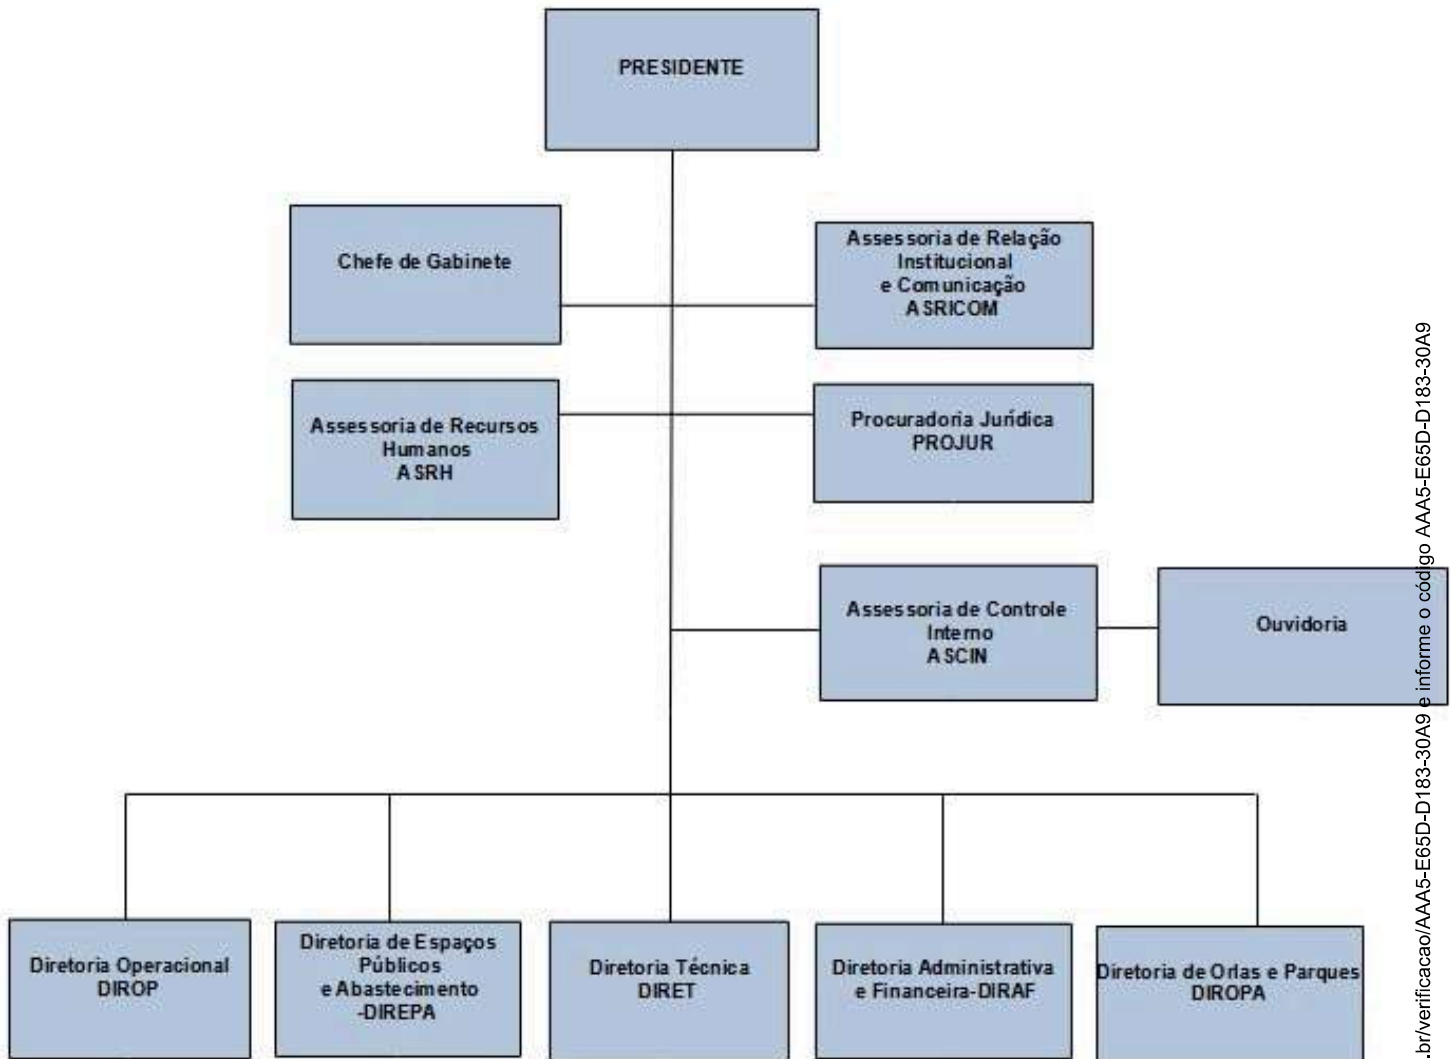 PRESIDENTE
Chefe de Gabinete
Assessoria de Relação
Institucional
e Comunicação
ASRICOM
Assessoria de Recursos
Humanos
ASRH
Procuradoria Jurídica
PROJUR
Assessoria de Controle
Interno
ASCIN
Ouvidoria
Diretoria Operacional
DIROP
Diretoria de Espaços
Públicos
e Abastecimento
-DIREPA
Diretoria Técnica
DIRET
Diretoria Administrativa
e Financeira-DIRAF
Diretoria de Orlas e Parques
DIROPA
.br/verificacao/AAA5-E65D-D183-30A9 e informe o código AAA5-E65D-D183-30A9